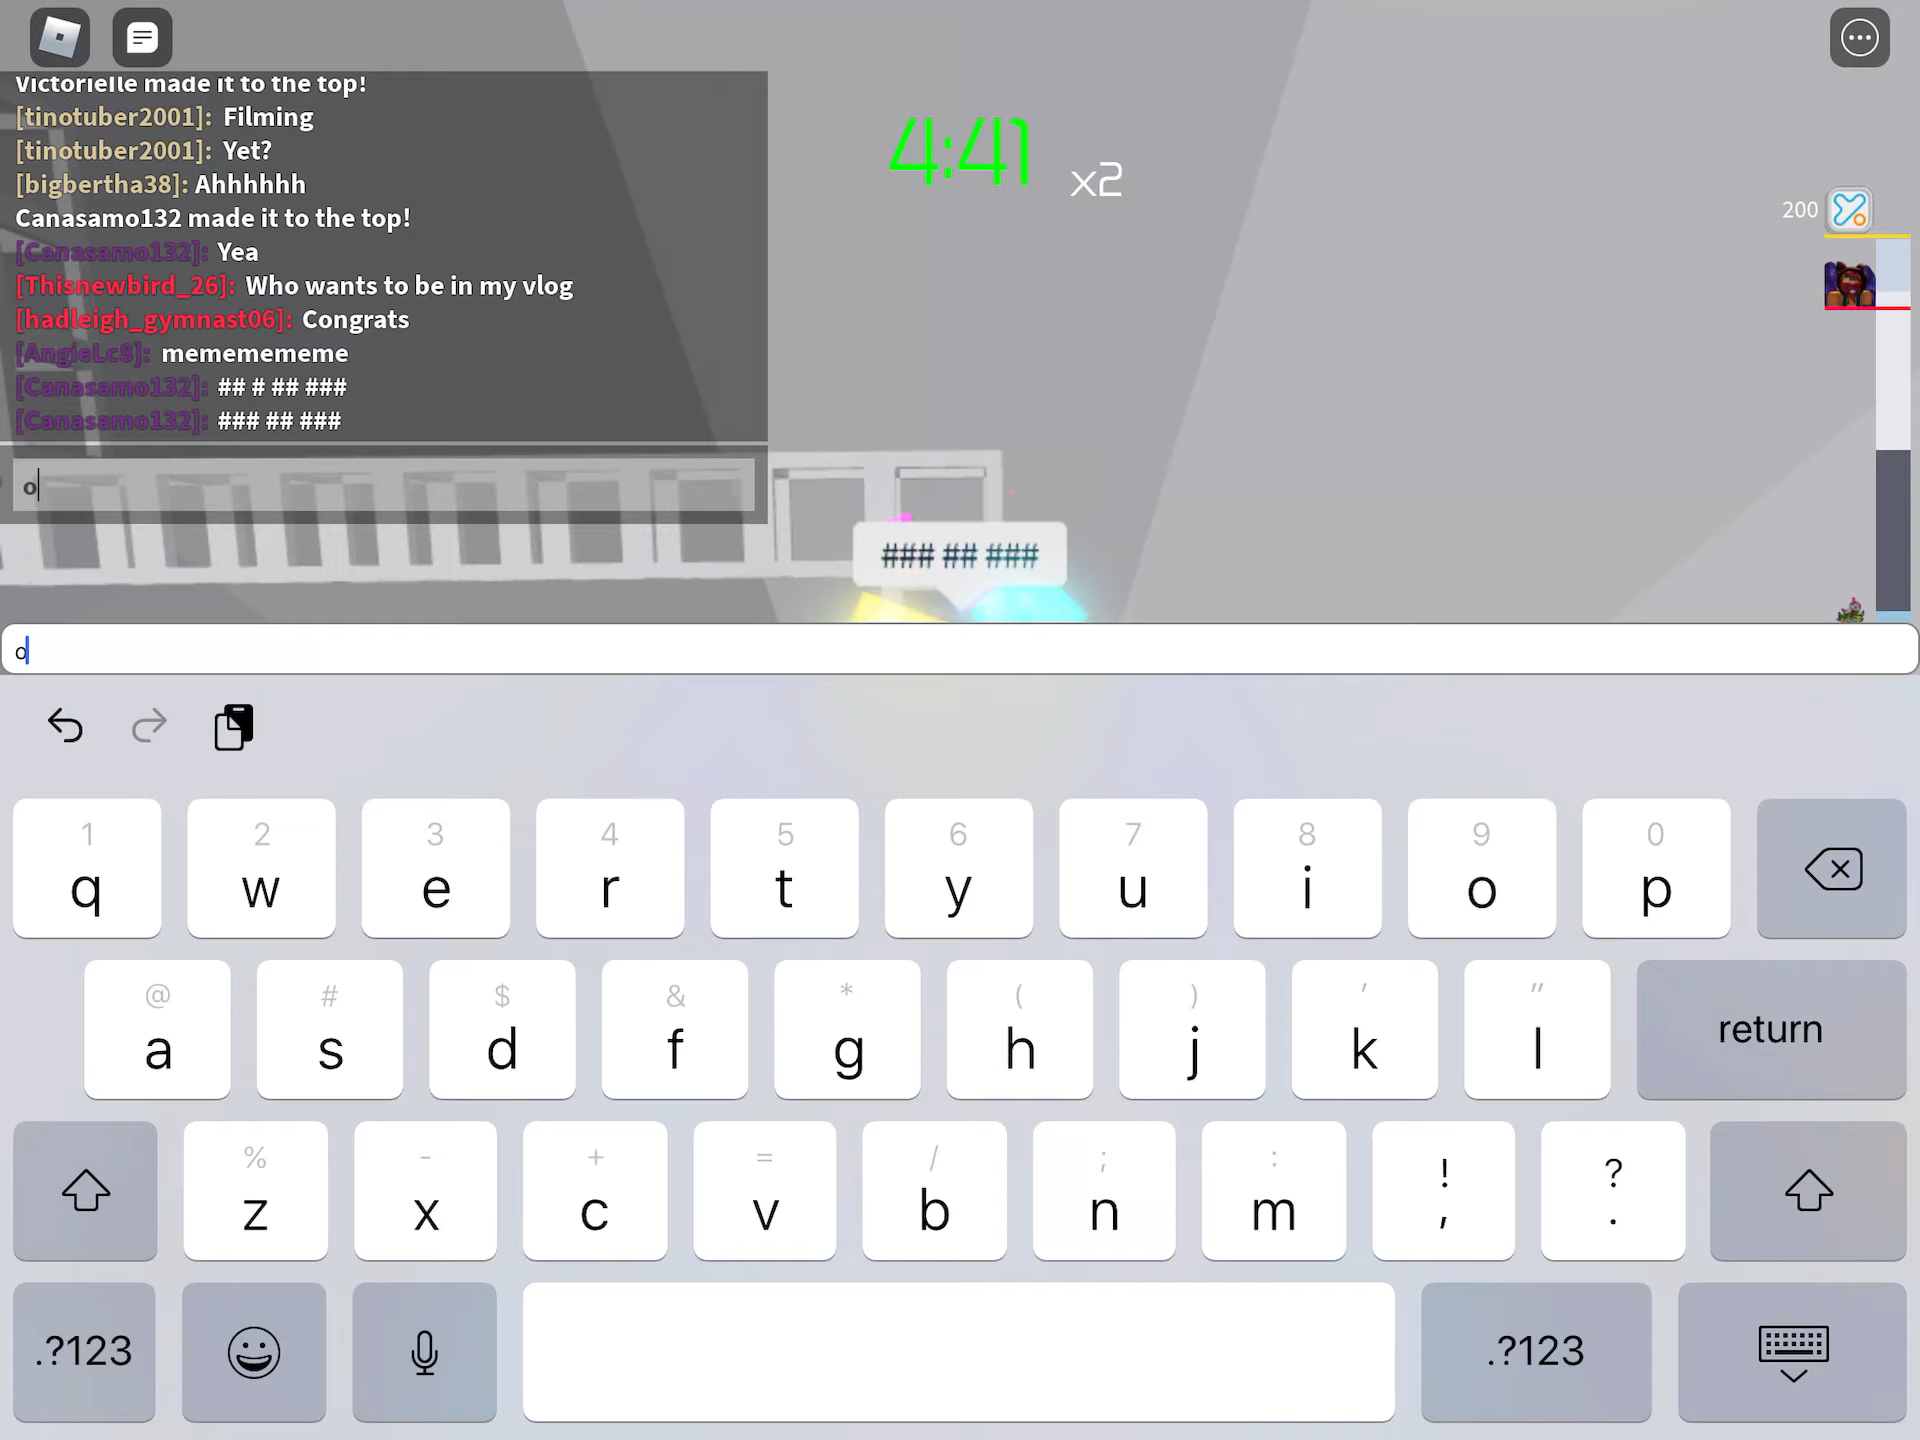 Victorielle made it to the top!
[tinotuber2001]: Filming
[tinotuber2001]: Yet?
[bigbertha38]: Ahhhhhh
Canasamo132 made it to the top!
[Canasamo132]: Yea
[Thisnewbird_26]: Who wants to be in my vlog
[hadleigh_gymnast06]: Congrats
[AngieLc8]: memememememe
[Canasamo132]: ## # ## ###
[Canasamo132]: ### ## ###
o
4:41 x2
200
### ## ###
o
1 2 3 4 5 6 7 8 9 0
q w e r t y u i o p
@ # $ & * ( ) ' "
a s d f g h j k l return
% - + = / ; : ! ?
z x c v b n m , .
.?123 .?123